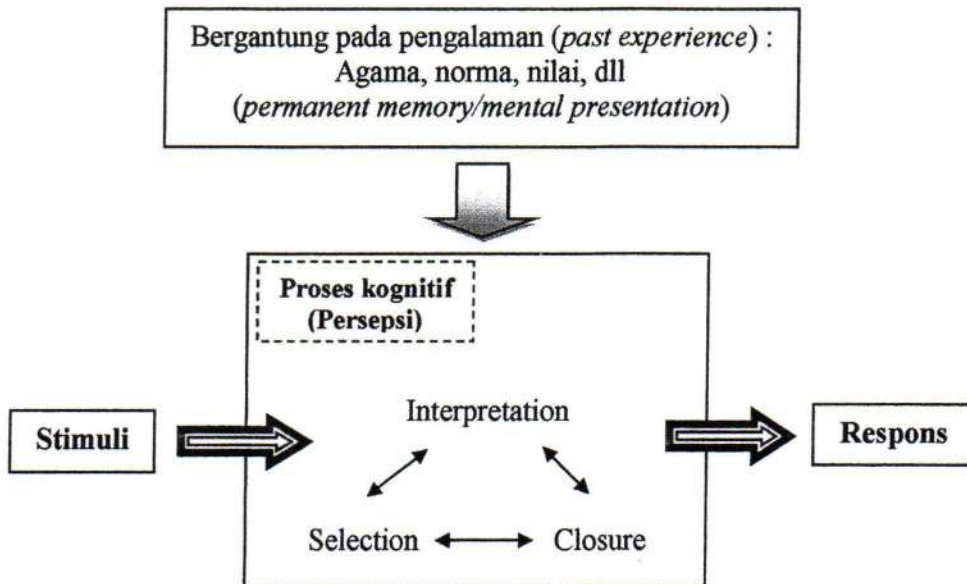 Bergantung pada pengalaman (past experience) :
Agama, norma, nilai, dll
(permanent memory/mental presentation)
Proses kognitif
(Persepsi)
Interpretation
Stimuli
Respons
Selection
Closure